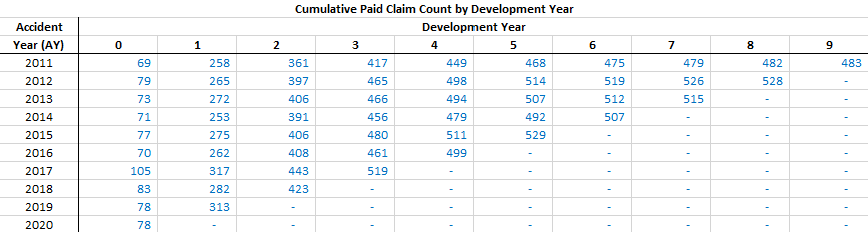 Cumulative Paid Claim Count by Development Year
Accident Development Year
Year (AY) 0 1 2 3 4 5 6 7 8 9
2011 69 258 361 417 449 468 475 479 482 483
2012 79 265 397 465 498 514 519 526 528 -
2013 73 272 406 466 494 507 512 515 - -
2014 71 253 391 456 479 492 507 - - -
2015 77 275 406 480 511 529 - - - -
2016 70 262 408 461 499 - - - - -
2017 105 317 443 519 - - - - - -
2018 83 282 423 - - - - - - -
2019 78 313 - - - - - - - -
2020 78 - - - - - - - - -